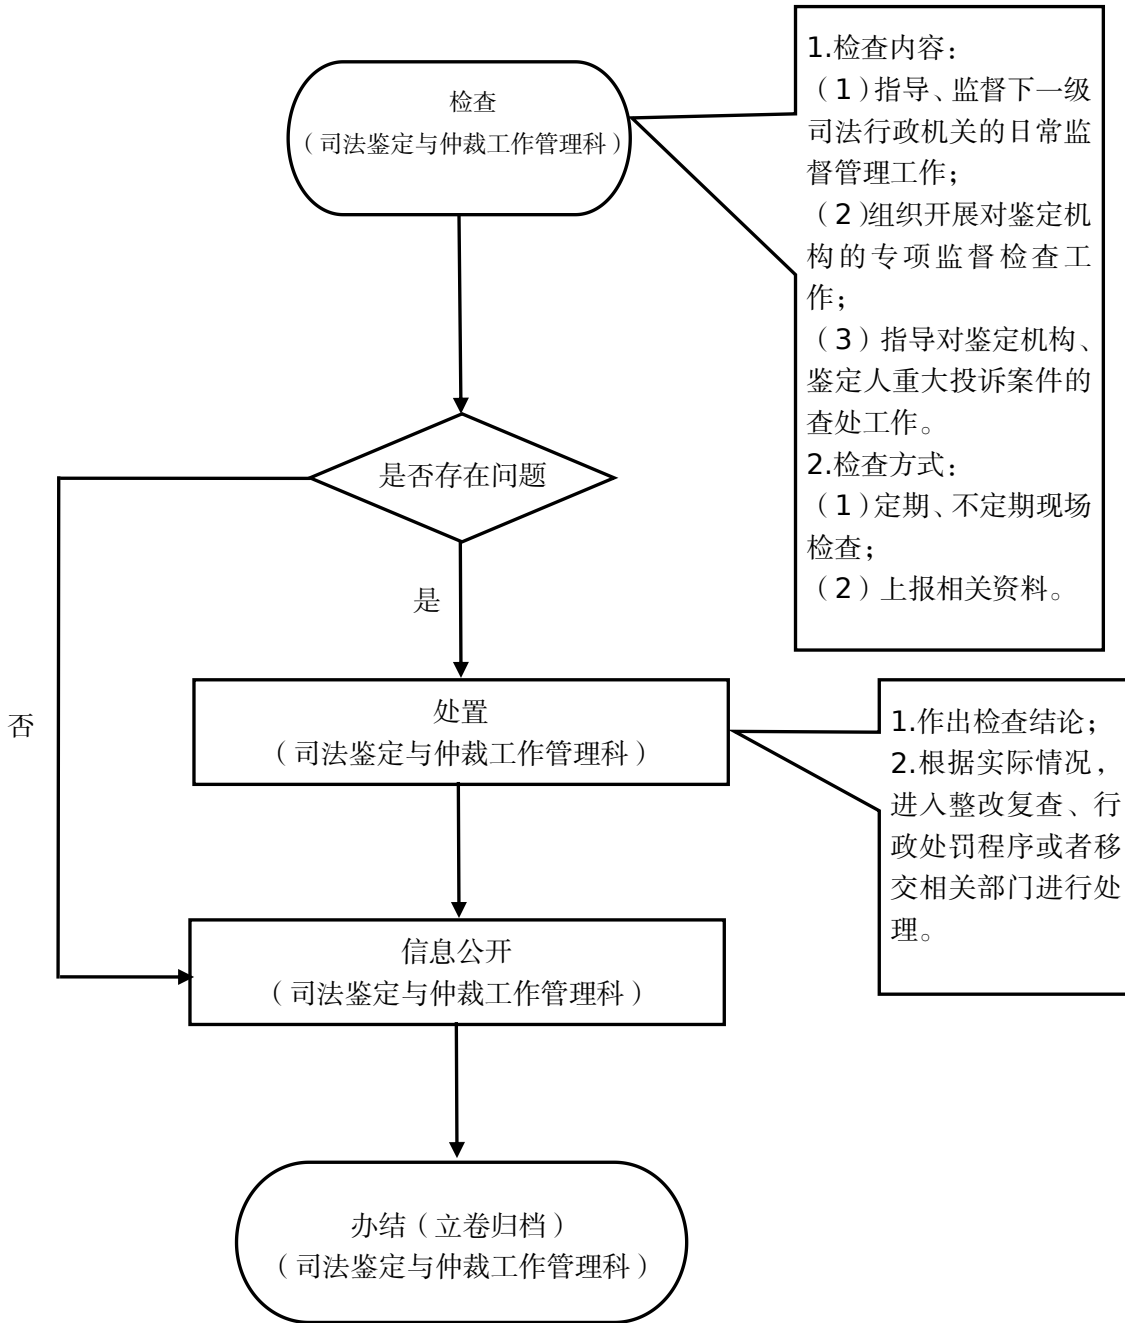 检查
（司法鉴定与仲裁工作管理科）
1.检查内容：
（1）指导、监督下一级
司法行政机关的日常监
督管理工作；
（2）组织开展对鉴定机
构的专项监督检查工
作；
（3）指导对鉴定机构、
鉴定人重大投诉案件的
查处工作。
2.检查方式：
（1）定期、不定期现场
检查；
（2）上报相关资料。
是否存在问题
是
否
处置
（司法鉴定与仲裁工作管理科）
1.作出检查结论；
2.根据实际情况，
进入整改复查、行
政处罚程序或者移
交相关部门进行处
理。
信息公开
（司法鉴定与仲裁工作管理科）
办结（立卷归档）
（司法鉴定与仲裁工作管理科）